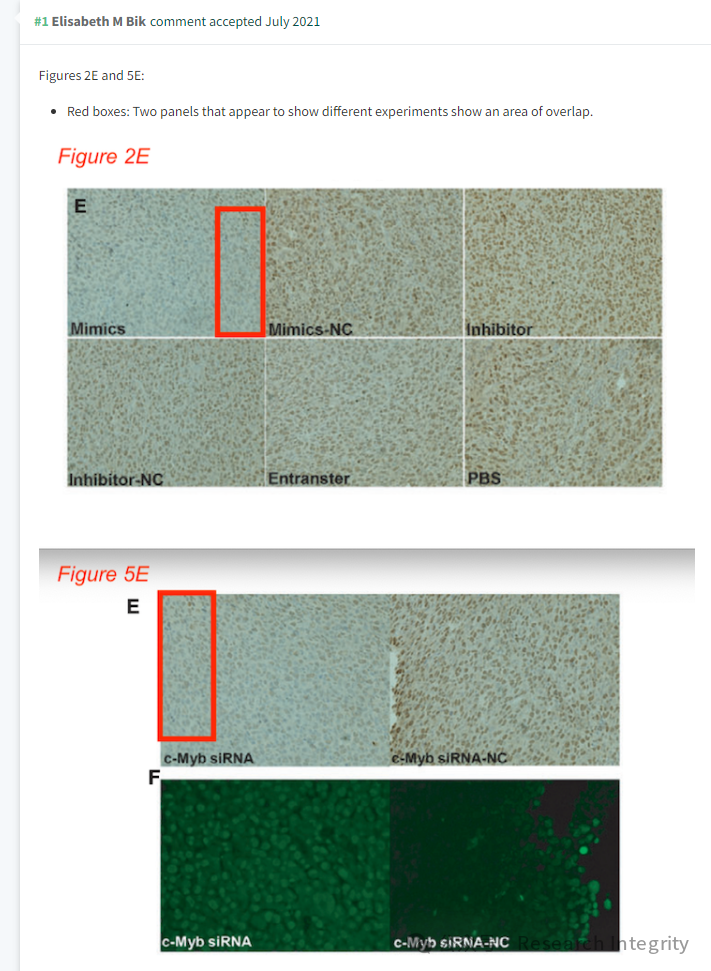 #1 Elisabeth M Bik comment accepted July 2021
Figures 2E and 5E:
• Red boxes: Two panels that appear to show different experiments show an area of overlap.
Figure 2E
E
Mimics
Mimics-NC
Inhibitor
Inhibitor-NC
Entranster
PBS
Figure 5E
E
c-Myb siRNA
c-Myb siRNA-NC
F
c-Myb siRNA
c-Myb siRNA-NC
Research Integrity